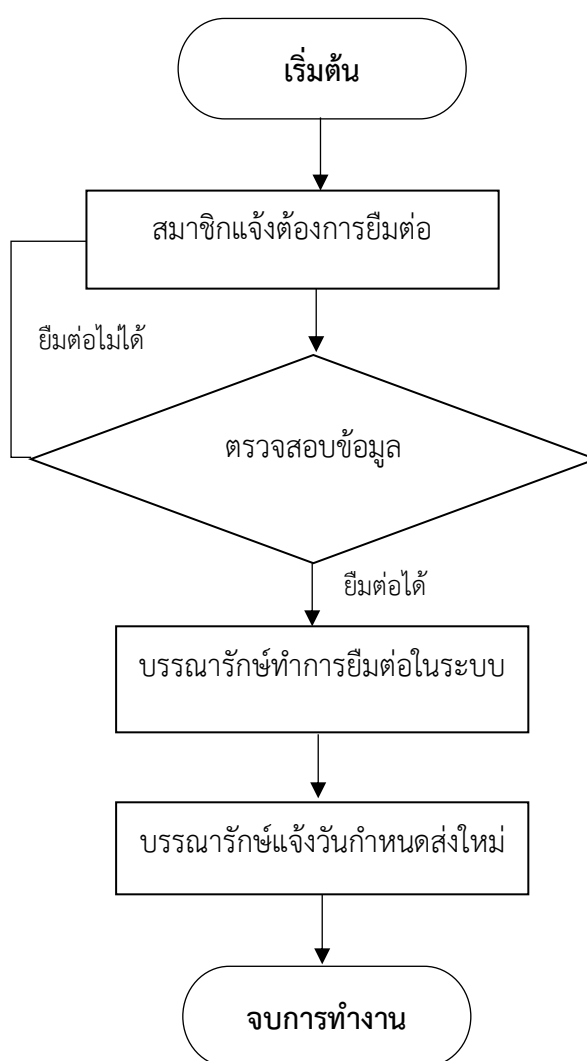 เริ่มต้น
สมาชิกแจ้งต้องการยืมต่อ
ยืมต่อไม่ได้
ตรวจสอบข้อมูล
ยืมต่อได้
บรรณารักษ์ทำการยืมต่อในระบบ
บรรณารักษ์แจ้งวันกำหนดส่งใหม่
จบการทำงาน